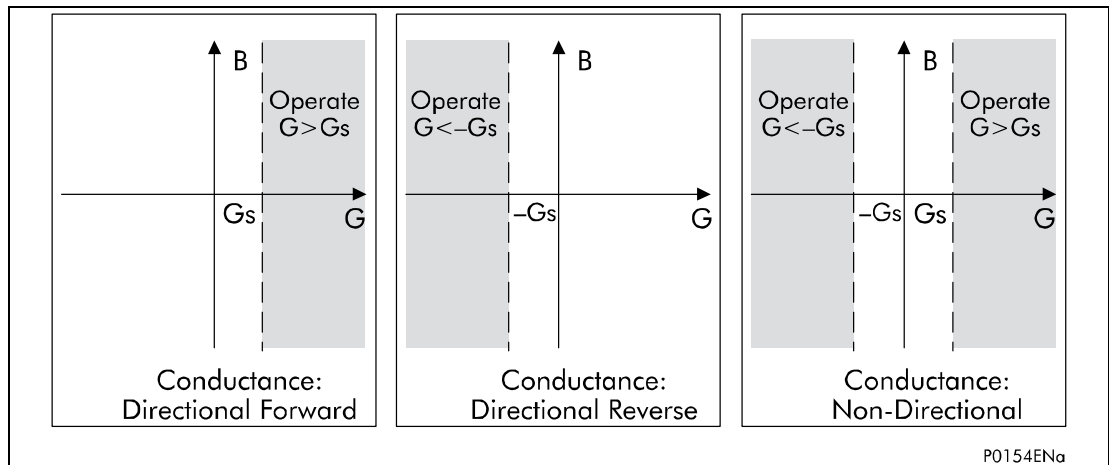 B
Operate
G>Gs
Gs
G
Conductance:
Directional Forward
B
Operate
G<–Gs
–Gs
G
Conductance:
Directional Reverse
B
Operate
G<–Gs
Operate
G>Gs
–Gs
Gs
G
Conductance:
Non-Directional
P0154ENa